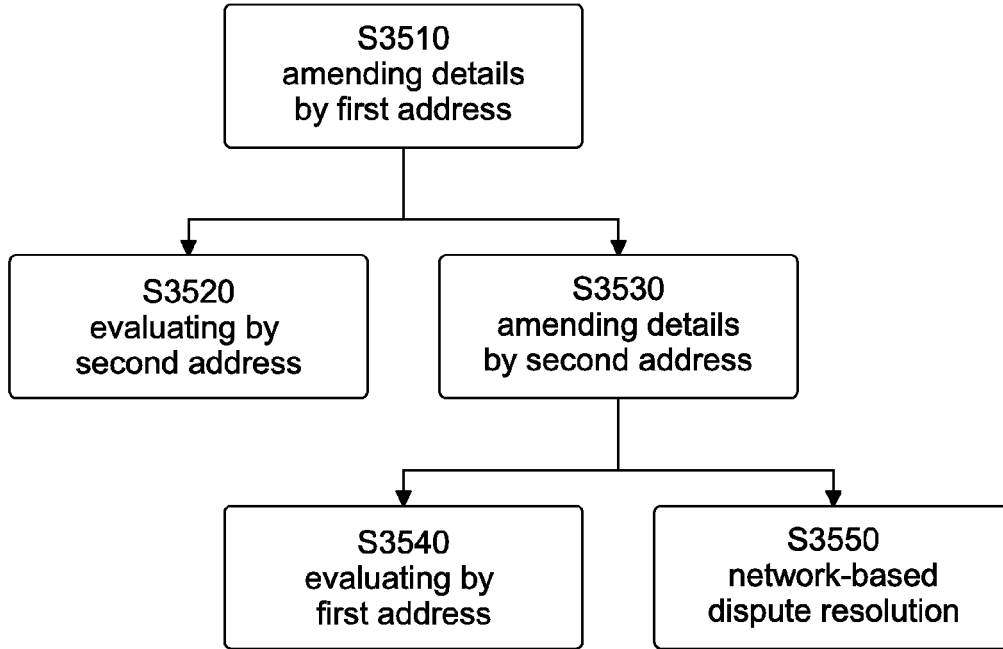 S3510
amending details
by first address
S3520
evaluating by
second address
S3530
amending details
by second address
S3540
evaluating by
first address
S3550
network-based
dispute resolution